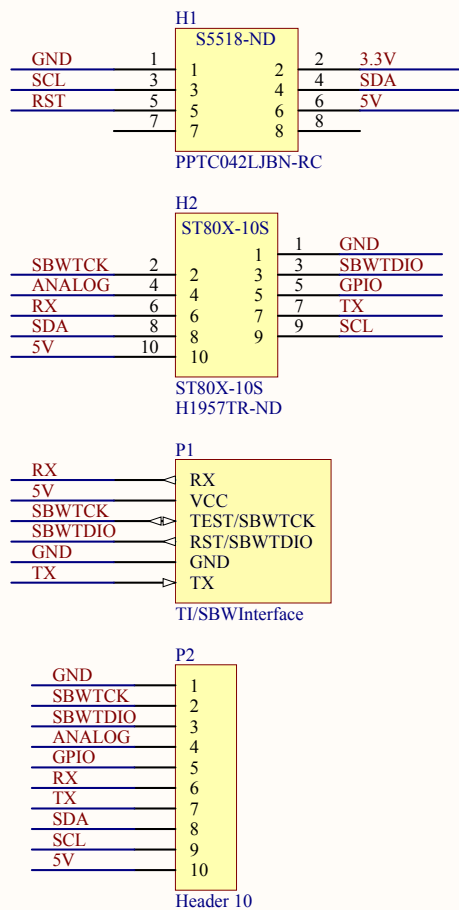 H1
S5518-ND
GND 1 1 2 2 3.3V
SCL 3 3 4 4 SDA
RST 5 5 6 6 5V
7 7 8 8
PPTC042LJBN-RC
H2
ST80X-10S
1 1 GND
SBWTCK 2 2 3 3 SBWTDIO
ANALOG 4 4 5 5 GPIO
RX 6 6 7 7 TX
SDA 8 8 9 9 SCL
5V 10 10
ST80X-10S
H1957TR-ND
P1
RX RX
5V VCC
SBWTCK TEST/SBWTCK
SBWTDIO RST/SBWTDIO
GND GND
TX TX
TI/SBWInterface
P2
GND 1
SBWTCK 2
SBWTDIO 3
ANALOG 4
GPIO 5
RX 6
TX 7
SDA 8
SCL 9
5V 10
Header 10